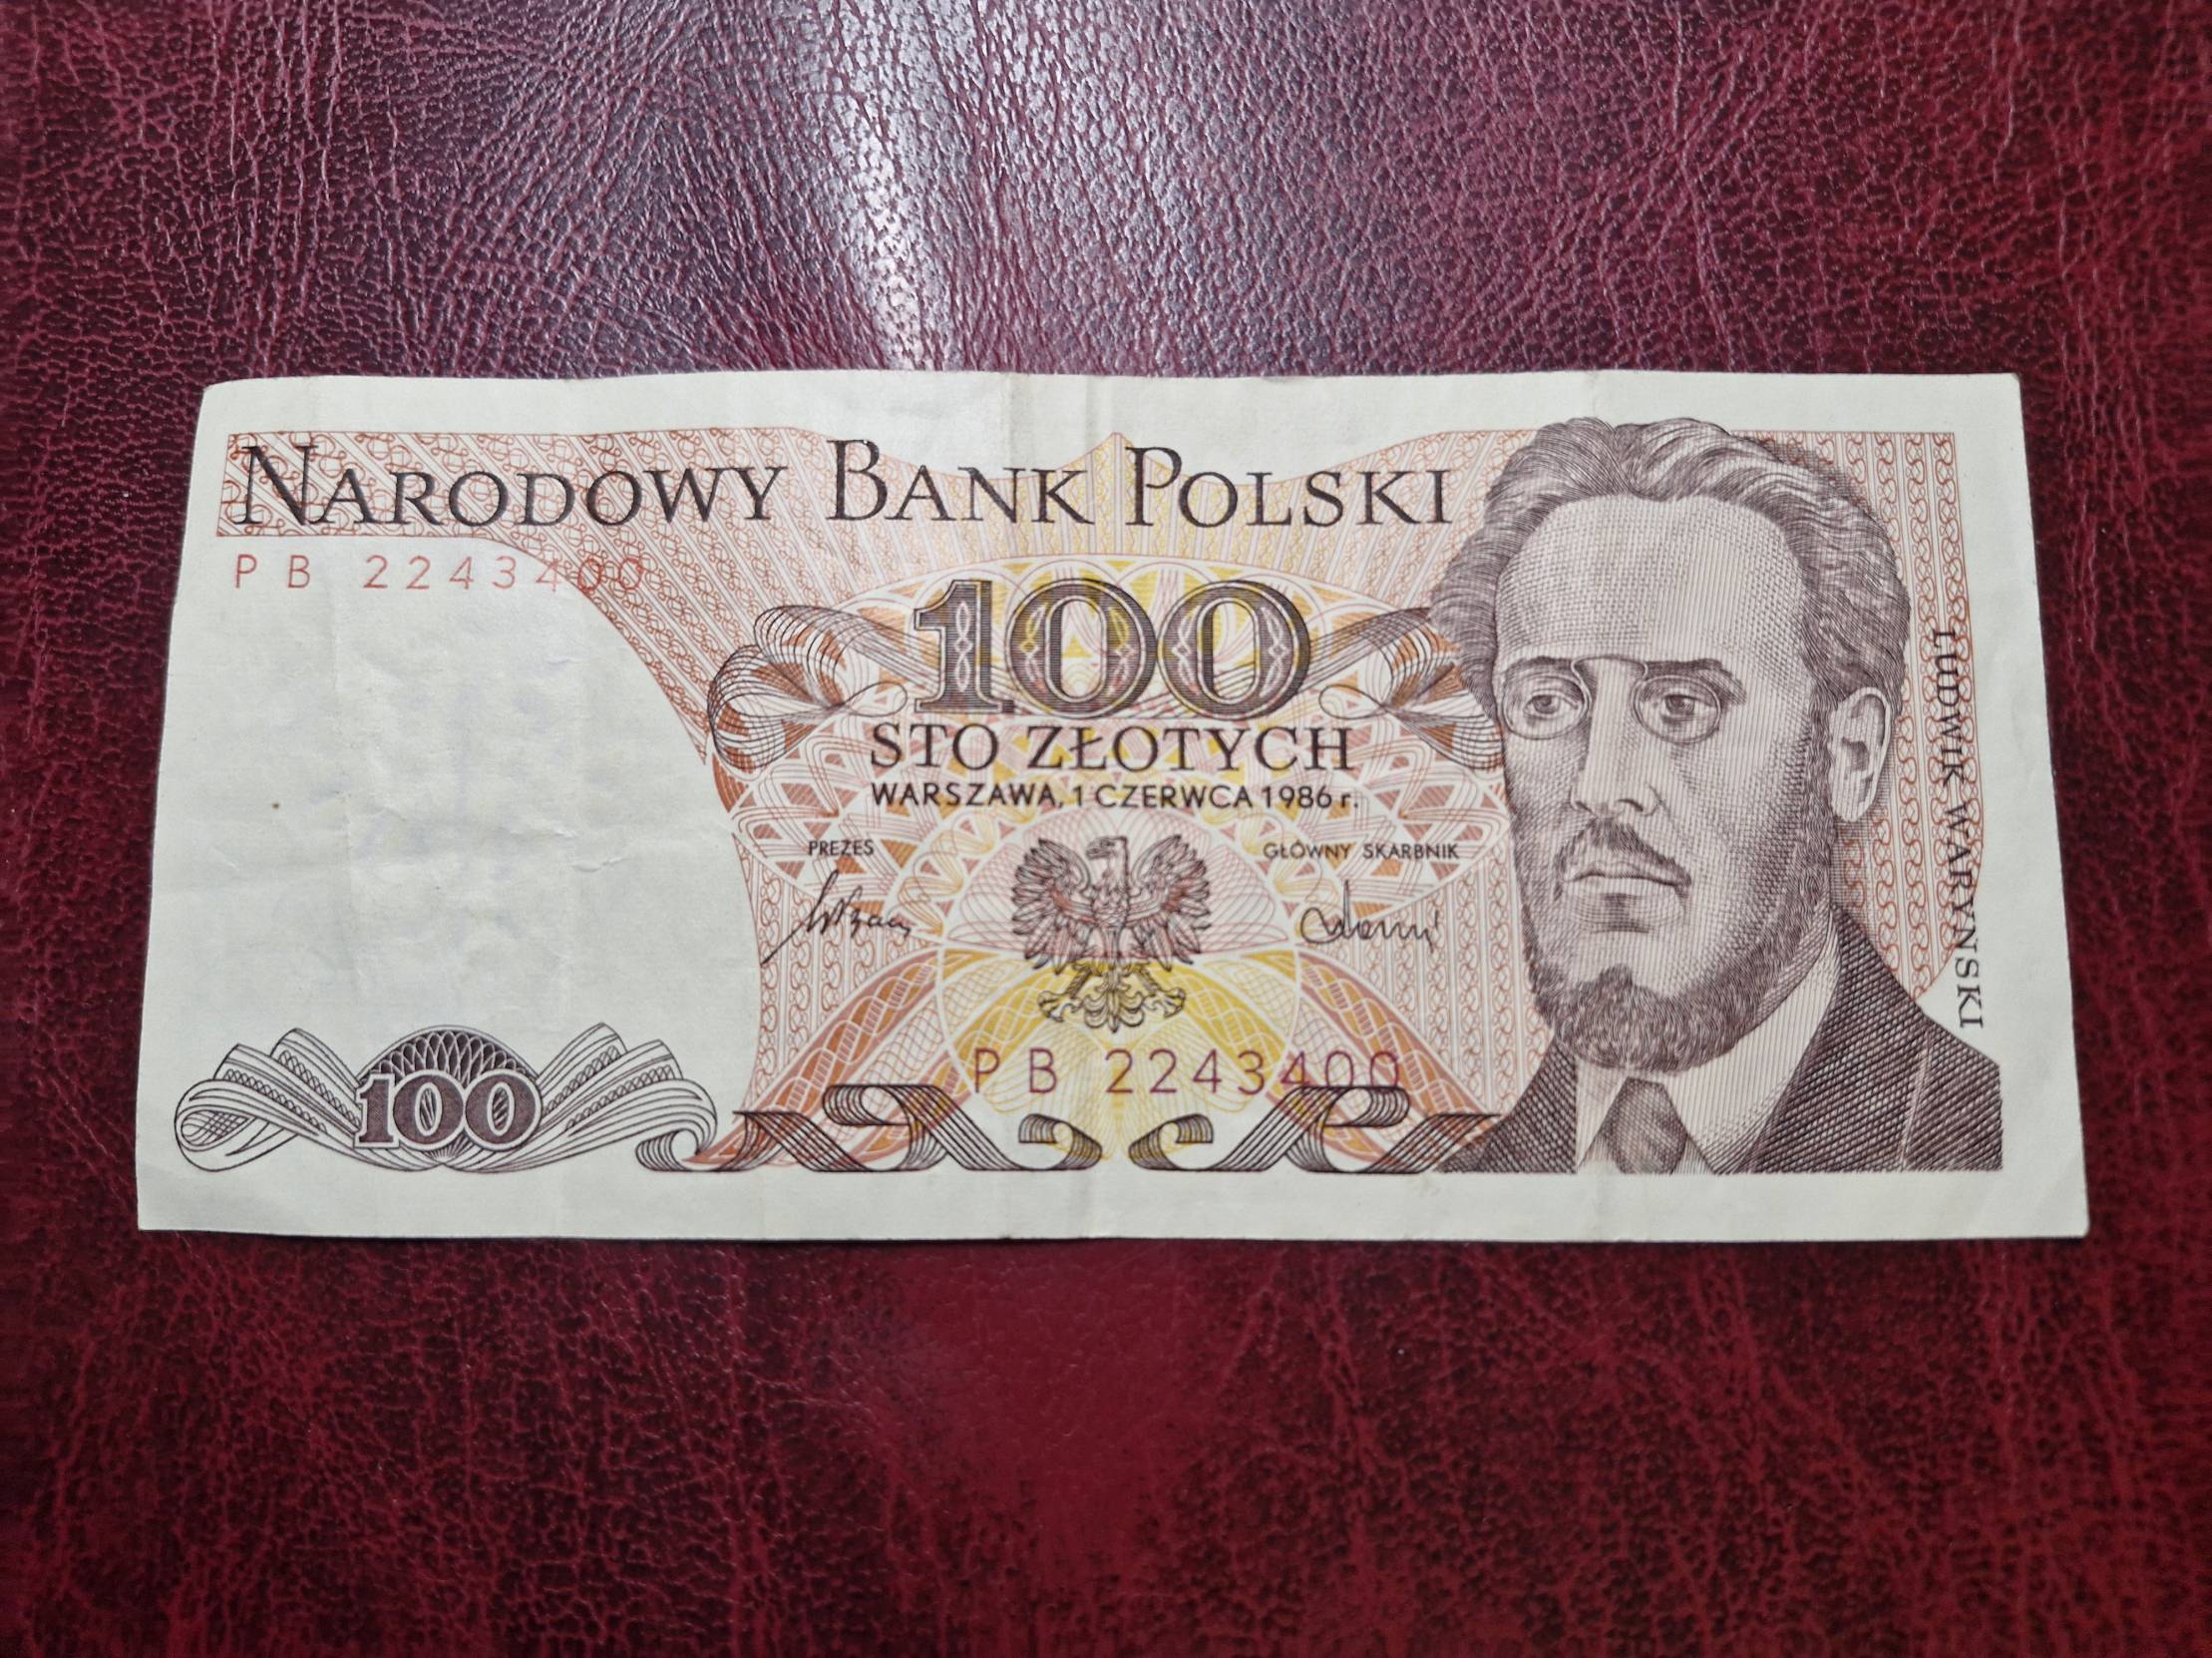 NARODOWY BANK POLSKI
PB 2243400
100
STO ZŁOTYCH
WARSZAWA, 1 CZERWCA 1986 r.
PREZES
GŁÓWNY SKARBNIK
LUDWIK WARYŃSKI
PB 2243400
100